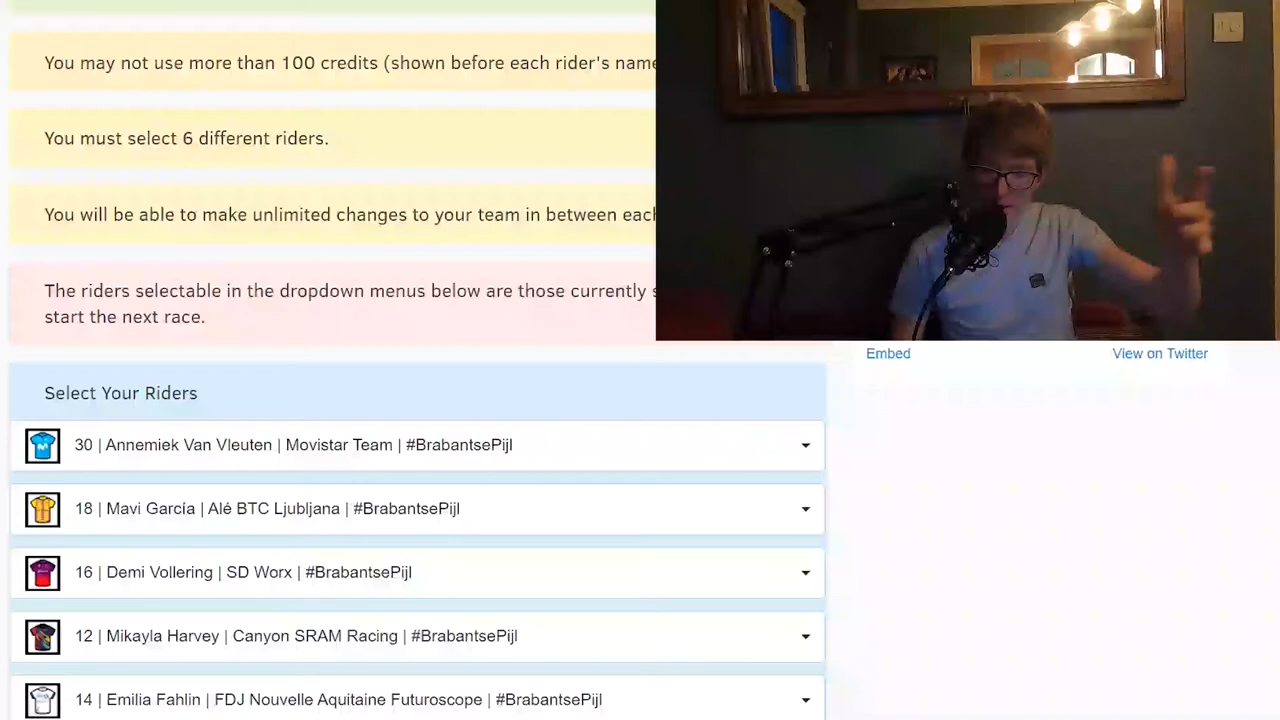 You may not use more than 100 credits (shown before each rider's name
You must select 6 different riders.
You will be able to make unlimited changes to your team in between each
The riders selectable in the dropdown menus below are those currently s
start the next race.
Embed
View on Twitter
Select Your Riders
30 | Annemiek Van Vleuten | Movistar Team | #BrabantsePijl
18 | Mavi García | Alé BTC Ljubljana | #BrabantsePijl
16 | Demi Vollering | SD Worx | #BrabantsePijl
12 | Mikayla Harvey | Canyon SRAM Racing | #BrabantsePijl
14 | Emilia Fahlin | FDJ Nouvelle Aquitaine Futuroscope | #BrabantsePijl